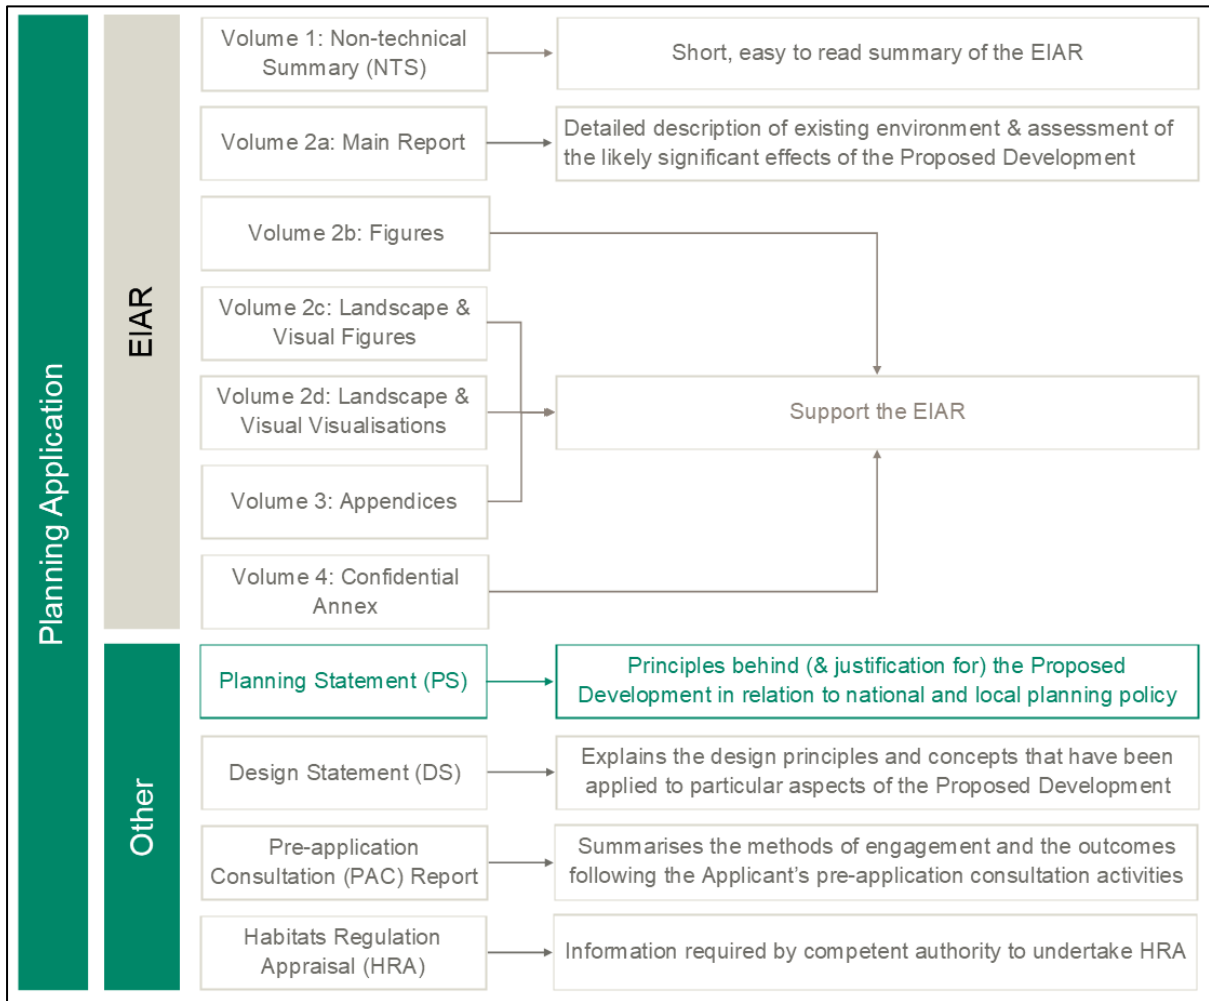 Planning Application
EIAR
Volume 1: Non-technical
Summary (NTS)
Short, easy to read summary of the EIAR
Volume 2a: Main Report
Detailed description of existing environment & assessment of
the likely significant effects of the Proposed Development
Volume 2b: Figures
Volume 2c: Landscape &
Visual Figures
Volume 2d: Landscape &
Visual Visualisations
Support the EIAR
Volume 3: Appendices
Volume 4: Confidential
Annex
Other
Planning Statement (PS)
Principles behind (& justification for) the Proposed
Development in relation to national and local planning policy
Design Statement (DS)
Explains the design principles and concepts that have been
applied to particular aspects of the Proposed Development
Pre-application
Consultation (PAC) Report
Summarises the methods of engagement and the outcomes
following the Applicant's pre-application consultation activities
Habitats Regulation
Appraisal (HRA)
Information required by competent authority to undertake HRA